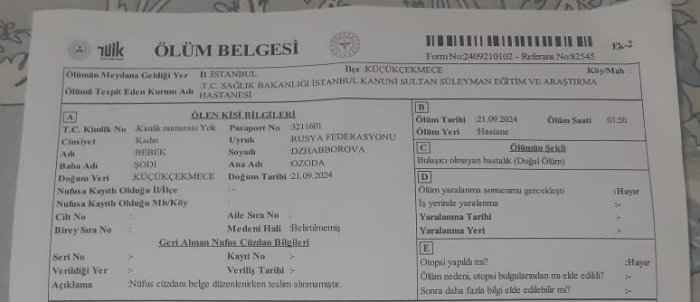 TÜİK
ÖLÜM BELGESİ
Form No:2409210102 - Referans No:82545
Ek-2
Ölümün Meydana Geldiği Yer İl :İSTANBUL İlçe :KÜÇÜKÇEKMECE Köy/Mah :
Ölümü Tespit Eden Kurum Adı :T.C. SAĞLIK BAKANLIĞI İSTANBUL KANUNİ SULTAN SÜLEYMAN EĞİTİM VE ARAŞTIRMA
HASTANESİ
A
ÖLEN KİŞİ BİLGİLERİ
T.C. Kimlik No :Kimlik numarası Yok Pasaport No :3211601
Cinsiyet :Kadın Uyruk :RUSYA FEDERASYONU
Adı :BEBEK Soyadı :DZHABBOROVA
Baba Adı :ŞODİ Ana Adı :OZODA
Doğum Yeri :KÜÇÜKÇEKMECE Doğum Tarihi :21.09.2024
Nufusa Kayıtlı Olduğu İl/İlçe :-
Nufusa Kayıtlı Olduğu Mh/Köy :
Cilt No : Aile Sıra No :
Birey Sıra No : Medeni Hali :Belirtilmemiş
Geri Alınan Nufus Cüzdan Bilgileri
Seri No :- Kayıt No :-
Verildiği Yer :- Veriliş Tarihi :-
Açıklama :Nüfus cüzdanı belge düzenlenirken teslim alınmamıştır.
B
Ölüm Tarihi :21.09.2024 Ölüm Saati :01:50
Ölüm Yeri :Hastane
C
Ölümün Şekli
Bulaşıcı olmayan hastalık (Doğal Ölüm)
D
Ölüm yaralanma sonucumu gerçekleşti :Hayır
İş yerinde yaralanma :-
Yaralanma Tarihi :-
Yaralanma Yeri :-
E
Otopsi yapıldı mı? :Hayır
Ölüm nedeni, otopsi bulgularından mı elde edildi? :-
Sonra daha fazla bilgi elde edilebilir mi? :-